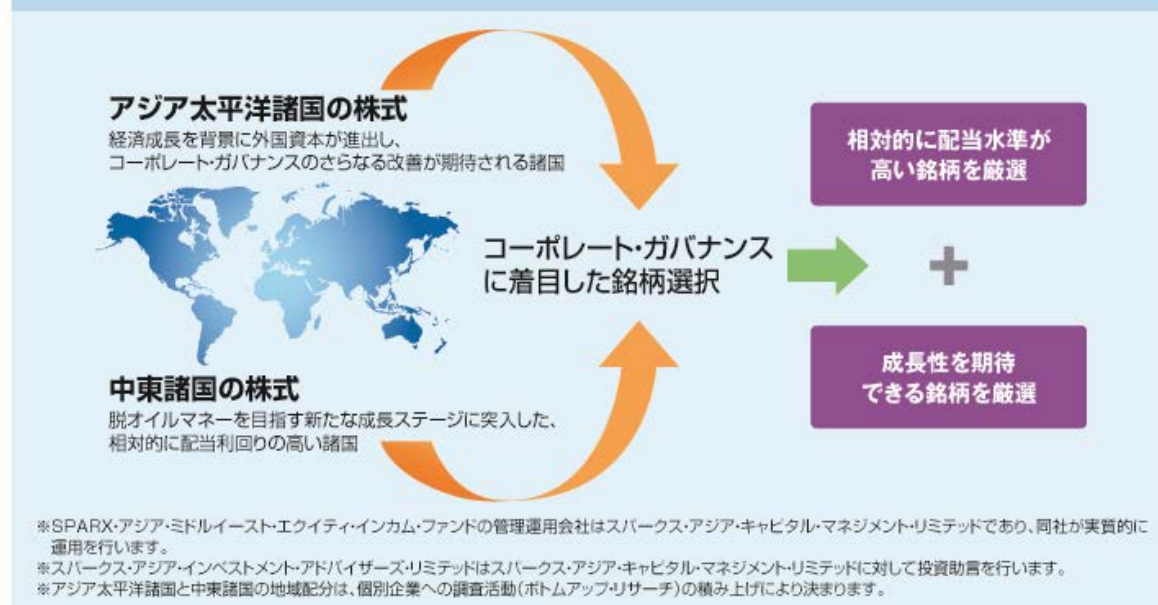 アジア太平洋諸国の株式
経済成長を背景に外国資本が進出し、
コーポレート・ガバナンスのさらなる改善が期待される諸国
コーポレート・ガバナンス
に着目した銘柄選択
中東諸国の株式
脱オイルマネーを目指す新たな成長ステージに突入した、
相対的に配当利回りの高い諸国
相対的に配当水準が
高い銘柄を厳選
+
成長性を期待
できる銘柄を厳選
※SPARX・アジア・ミドルイースト・エクイティ・インカム・ファンドの管理運用会社はスパークス・アジア・キャピタル・マネジメント・リミテッドであり、同社が実質的に
運用を行います。
※スパークス・アジア・インベストメント・アドバイザーズ・リミテッドはスパークス・アジア・キャピタル・マネジメント・リミテッドに対して投資助言を行います。
※アジア太平洋諸国と中東諸国の地域配分は、個別企業への調査活動(ボトムアップ・リサーチ)の積み上げにより決まります。